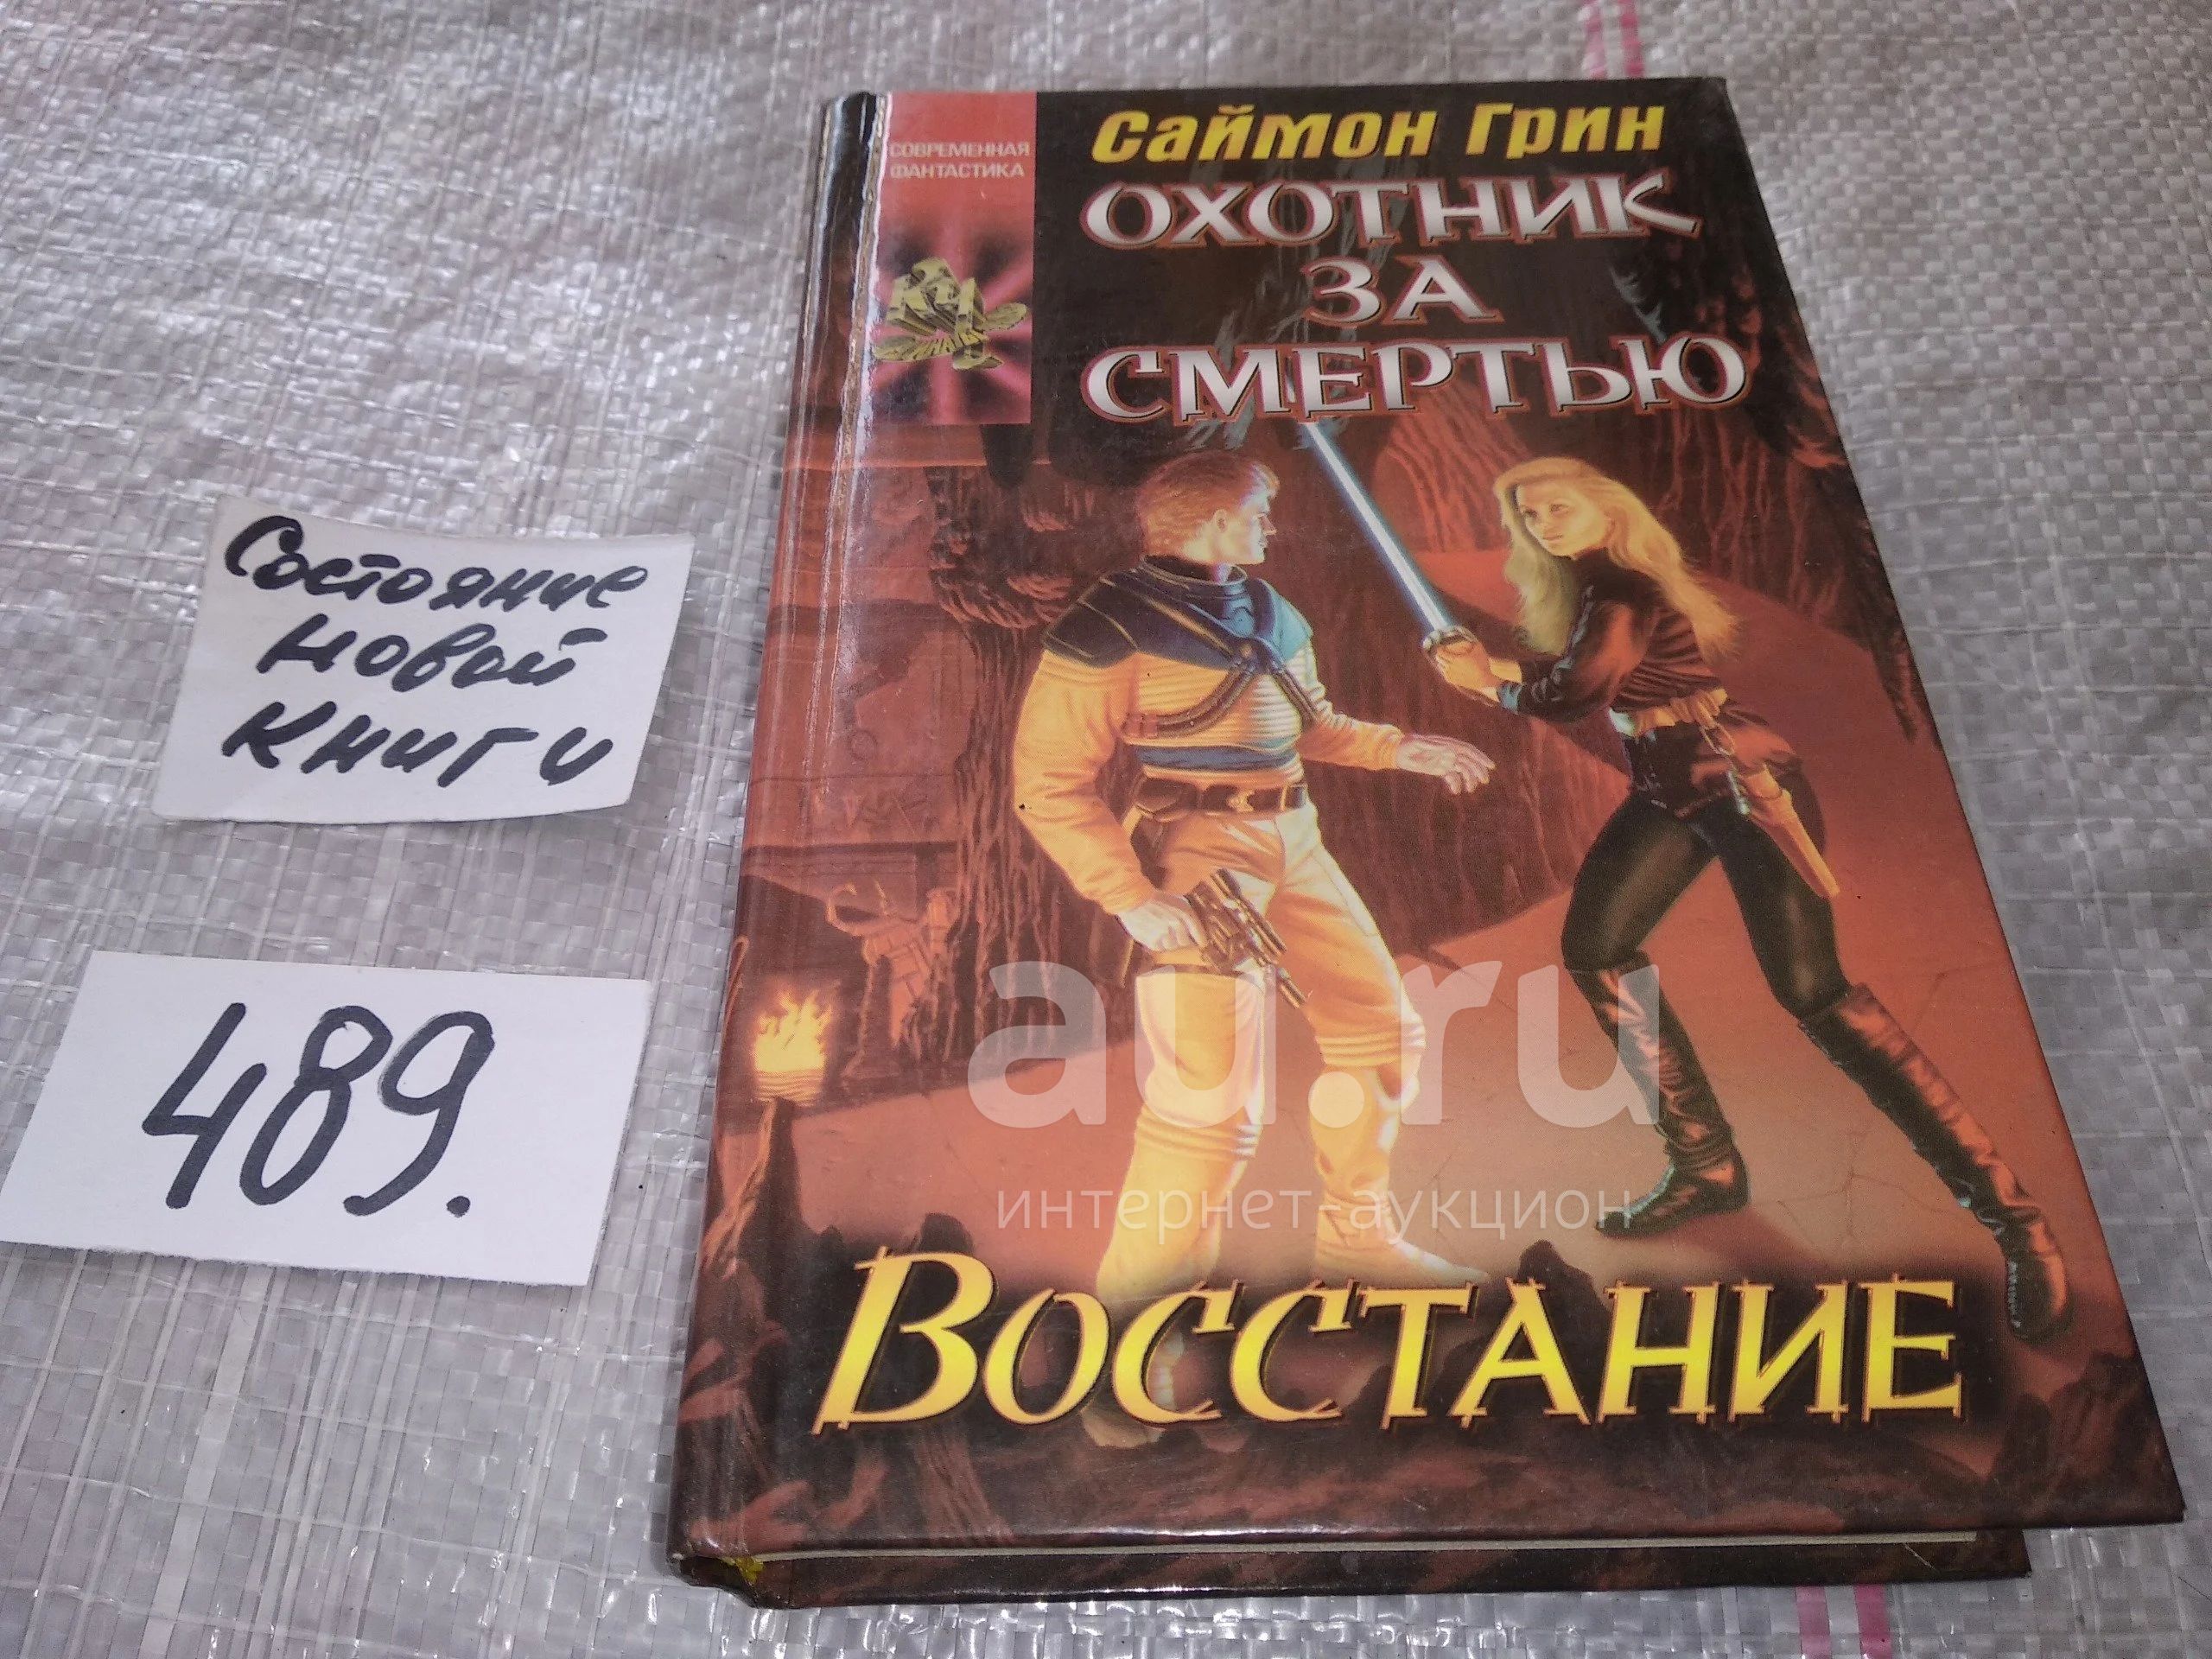 Саймон Грин
ОХОТНИК
ЗА
СМЕРТЬЮ
СОВРЕМЕННАЯ
ФАНТАСТИКА
Состояние
новой
книги
489.
au.ru
интернет-аукцион
ВОССТАНИЕ